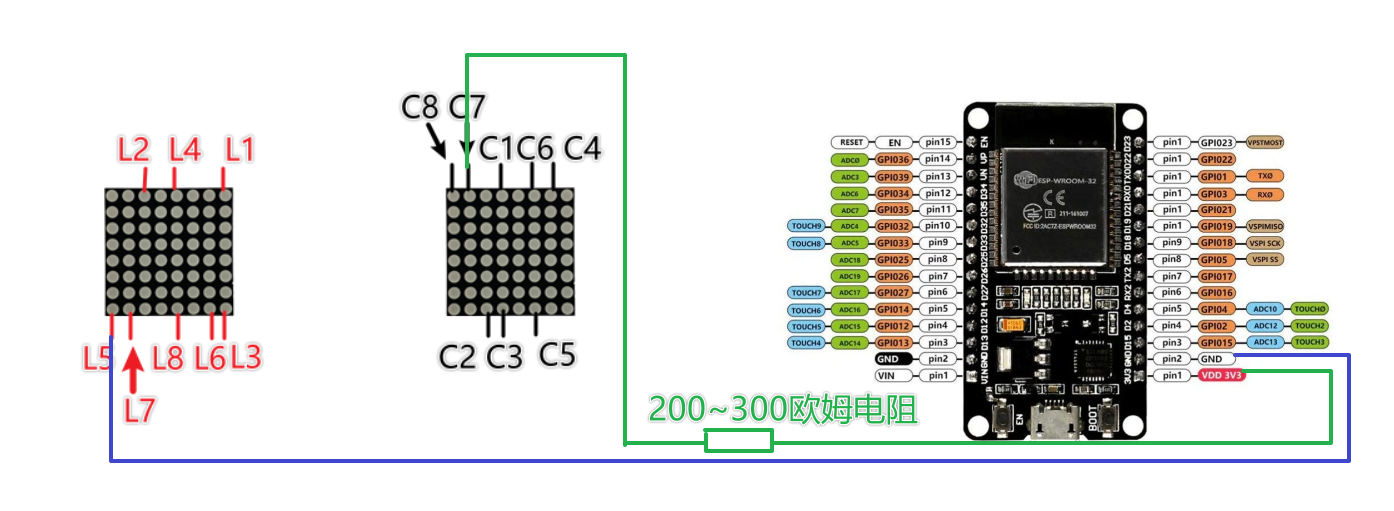 C8 C7
C1 C6 C4
L2 L4 L1
C2 C3 C5
L5 L8 L6 L3
L7
200~300欧姆电阻
RESET EN pin15
ADC0 GPIO36 pin14
ADC3 GPIO39 pin13
ADC6 GPIO34 pin12
ADC7 GPIO35 pin11
TOUCH9 ADC4 GPIO32 pin10
TOUCH8 ADC5 GPIO33 pin9
ADC18 GPIO25 pin8
ADC19 GPIO26 pin7
TOUCH7 ADC17 GPIO27 pin6
TOUCH6 ADC16 GPIO14 pin5
TOUCH5 ADC15 GPIO12 pin4
TOUCH4 ADC14 GPIO13 pin3
GND pin2
VIN pin1
EN
UP
VN
D34
D35
D32
D33
D25
D26
D27
D14
D12
D13
GND
VIN
ESP-WROOM-32
CE
R 211-161007
FCC ID:2AC7Z-ESPWROOM32
EN
BOOT
D23
D22
TX0
RX0
D21
D19
D18
D5
TX2
RX2
D4
D2
D15
GND
3V3
pin1 GPIO23 VPSTMOST
pin1 GPIO22
pin1 GPIO1 TX0
pin1 GPIO3 RX0
pin1 GPIO21
pin1 GPIO19 VSPIMISO
pin9 GPIO18 VSPI SCK
pin8 GPIO5 VSPI SS
pin7 GPIO17
pin6 GPIO16
pin5 GPIO4 ADC10 TOUCH0
pin4 GPIO2 ADC12 TOUCH2
pin3 GPIO15 ADC13 TOUCH3
pin2 GND
pin1 VDD 3V3